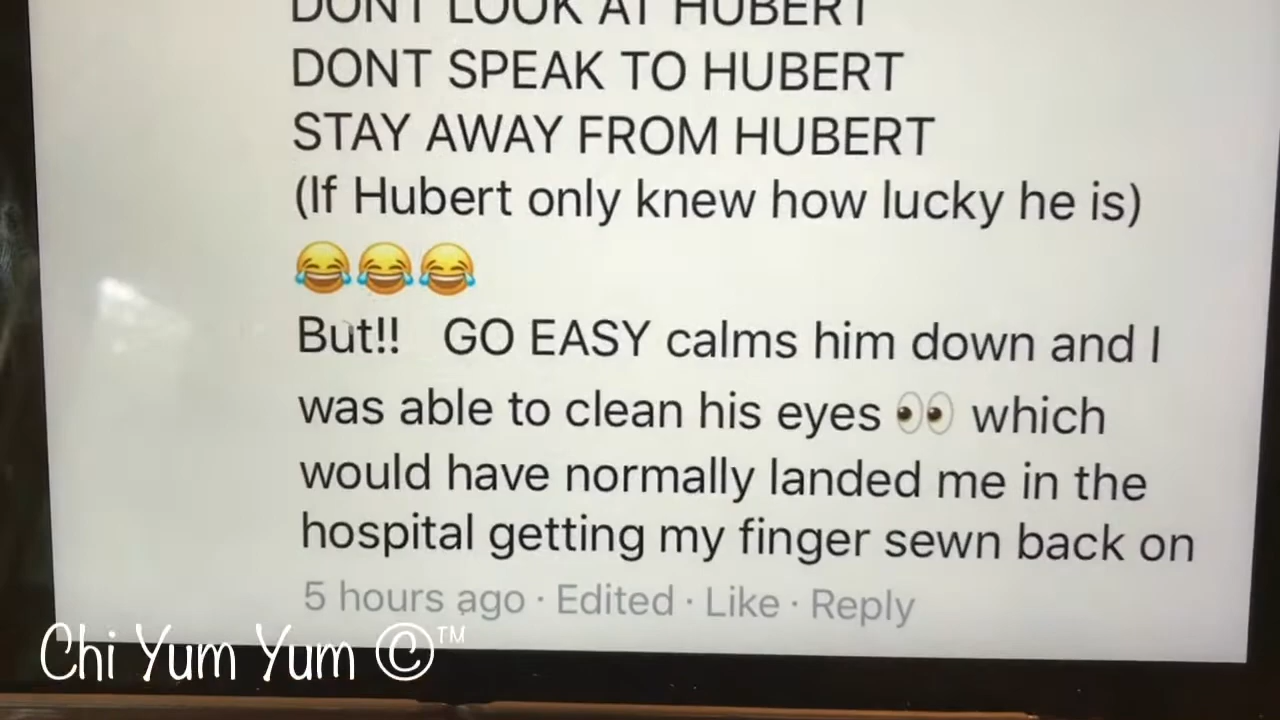 DONT LOOK AT HUBERT
DONT SPEAK TO HUBERT
STAY AWAY FROM HUBERT
(If Hubert only knew how lucky he is)
😂😂😂
But!! GO EASY calms him down and I
was able to clean his eyes 👀 which
would have normally landed me in the
hospital getting my finger sewn back on
5 hours ago · Edited · Like · Reply
Chi Yum Yum ©™